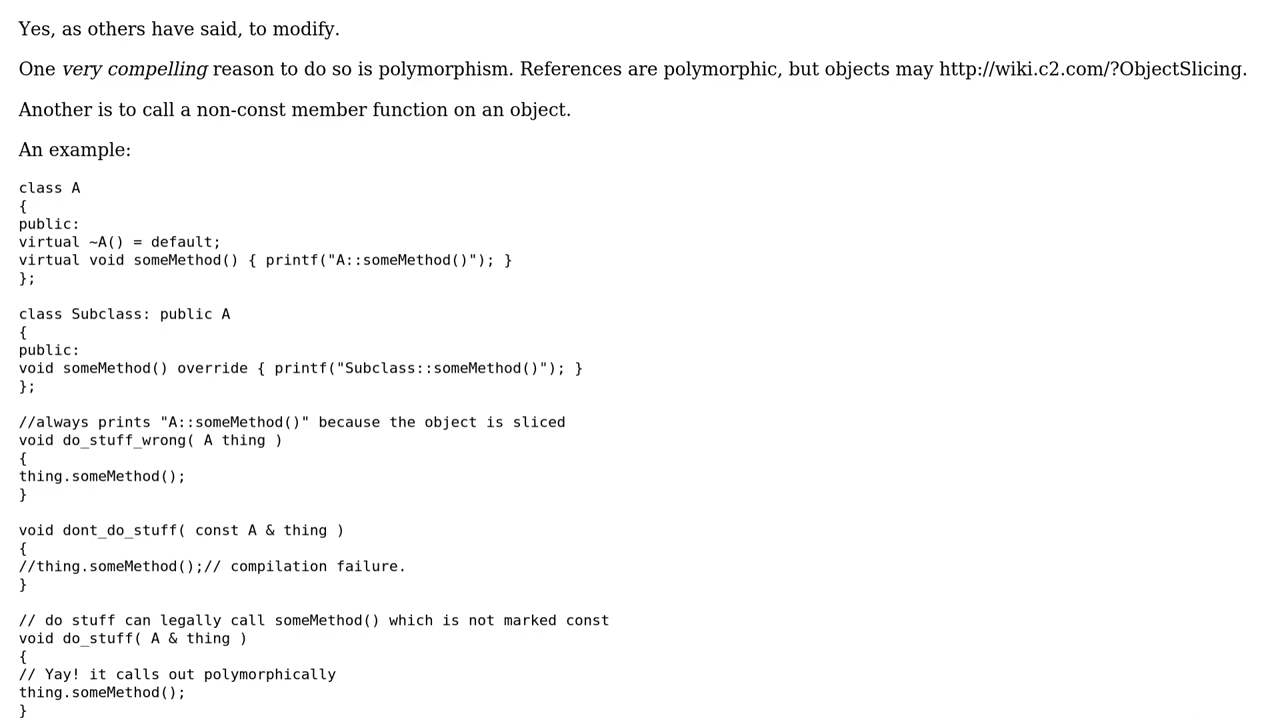 Yes, as others have said, to modify.
One very compelling reason to do so is polymorphism. References are polymorphic, but objects may http://wiki.c2.com/?ObjectSlicing.
Another is to call a non-const member function on an object.
An example:
class A
{
public:
virtual ~A() = default;
virtual void someMethod() { printf("A::someMethod()"); }
};
class Subclass: public A
{
public:
void someMethod() override { printf("Subclass::someMethod()"); }
};
//always prints "A::someMethod()" because the object is sliced
void do_stuff_wrong( A thing )
{
thing.someMethod();
}
void dont_do_stuff( const A & thing )
{
//thing.someMethod();// compilation failure.
}
// do stuff can legally call someMethod() which is not marked const
void do_stuff( A & thing )
{
// Yay! it calls out polymorphically
thing.someMethod();
}